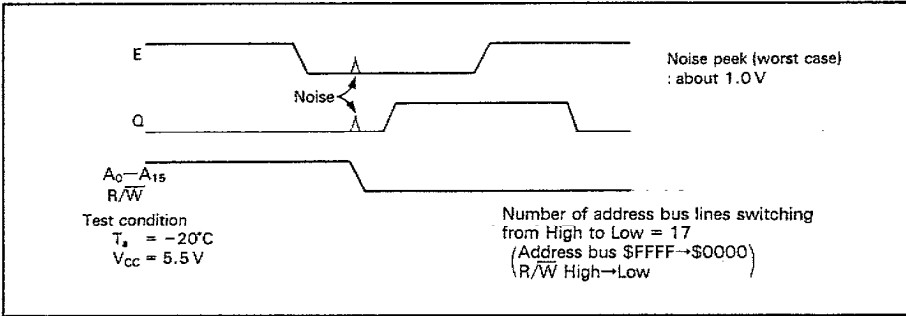 E
Noise peek (worst case)
: about 1.0 V
Noise
Q
A₀—A₁₅
R/W̅
Test condition
Tₐ = −20°C
V꜀꜀ = 5.5 V
Number of address bus lines switching
from High to Low = 17
(Address bus $FFFF→$0000)
(R/W̅ High→Low)